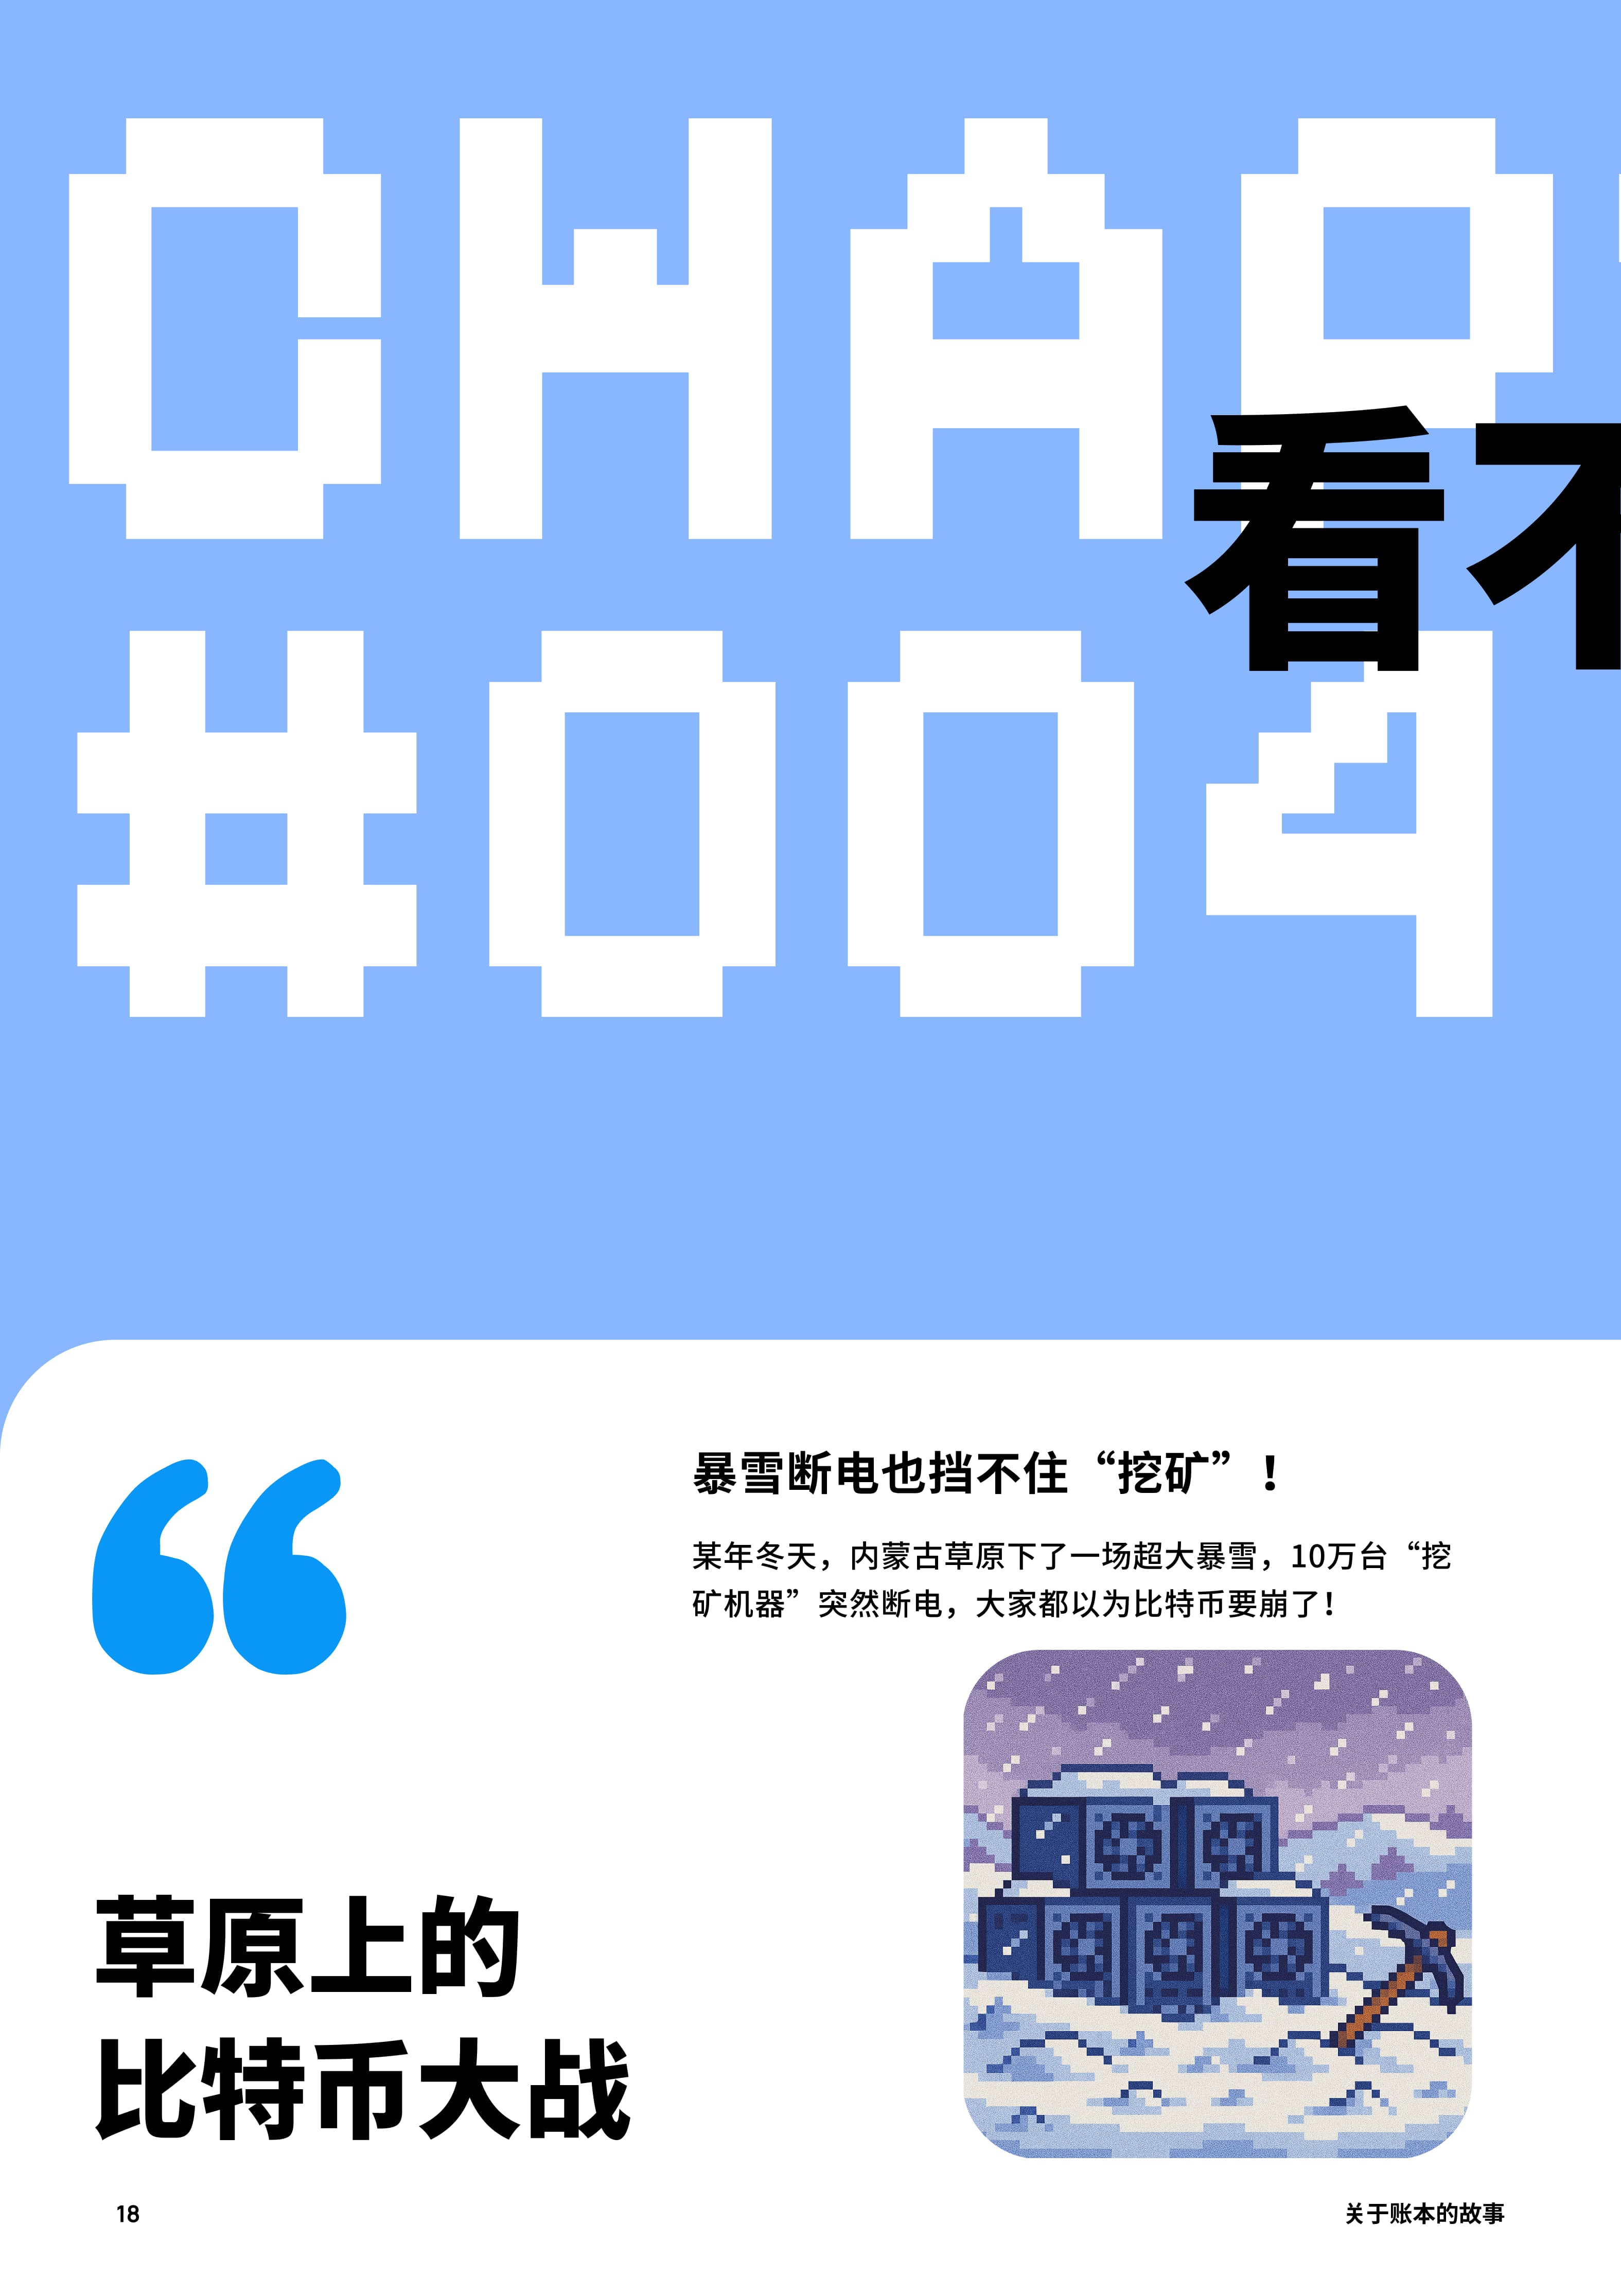 CHAP
看不
#004
暴雪断电也挡不住“挖矿”！
某年冬天，内蒙古草原下了一场超大暴雪，10万台“挖
矿机器”突然断电，大家都以为比特币要崩了！
草原上的
比特币大战
18
关于账本的故事